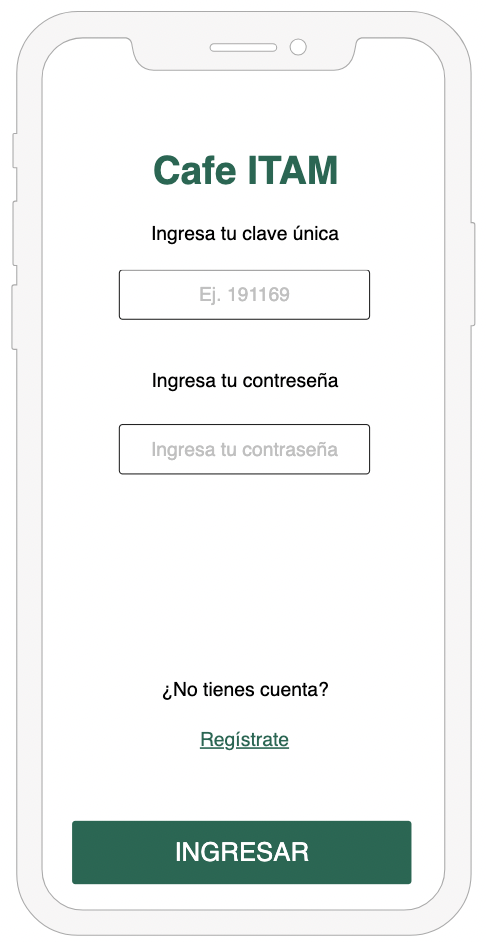 Cafe ITAM
Ingresa tu clave única
Ej. 191169
Ingresa tu contreseña
Ingresa tu contraseña
¿No tienes cuenta?
Regístrate
INGRESAR